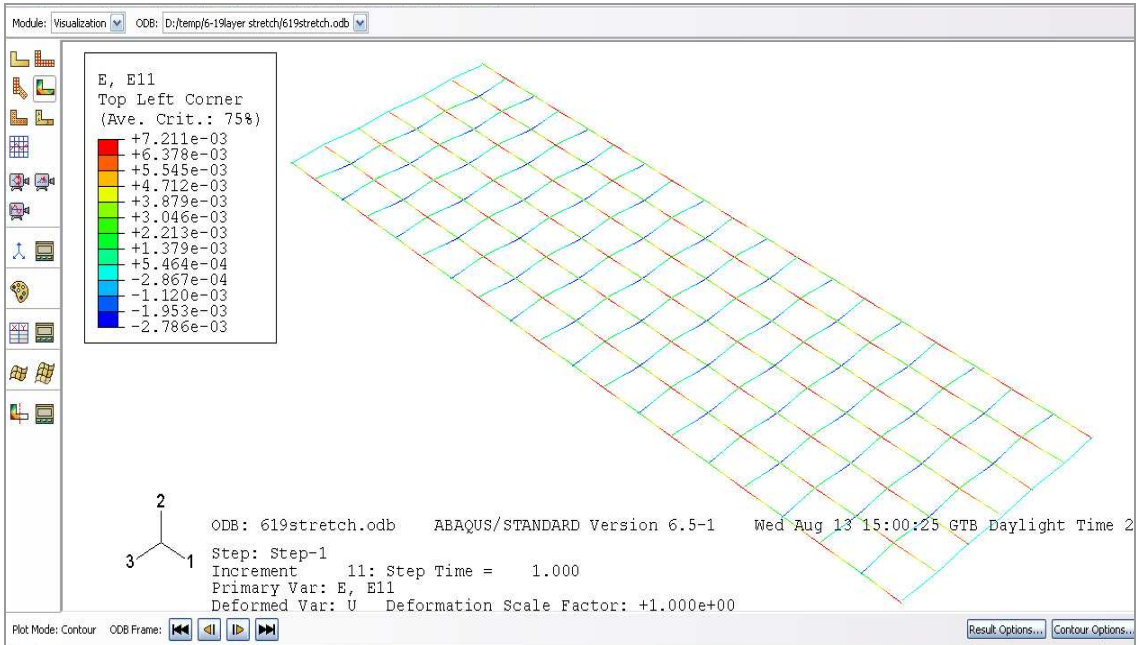 Module: Visualization ODB: D:/temp/6-19layer stretch/619stretch.odb
E, E11
Top Left Corner
(Ave. Crit.: 75%)
+7.211e-03
+6.378e-03
+5.545e-03
+4.712e-03
+3.879e-03
+3.046e-03
+2.213e-03
+1.379e-03
+5.464e-04
-2.867e-04
-1.120e-03
-1.953e-03
-2.786e-03
2
3
1
ODB: 619stretch.odb ABAQUS/STANDARD Version 6.5-1 Wed Aug 13 15:00:25 GTB Daylight Time 2
Step: Step-1
Increment 11: Step Time = 1.000
Primary Var: E, E11
Deformed Var: U Deformation Scale Factor: +1.000e+00
Plot Mode: Contour ODB Frame: Result Options... Contour Options...